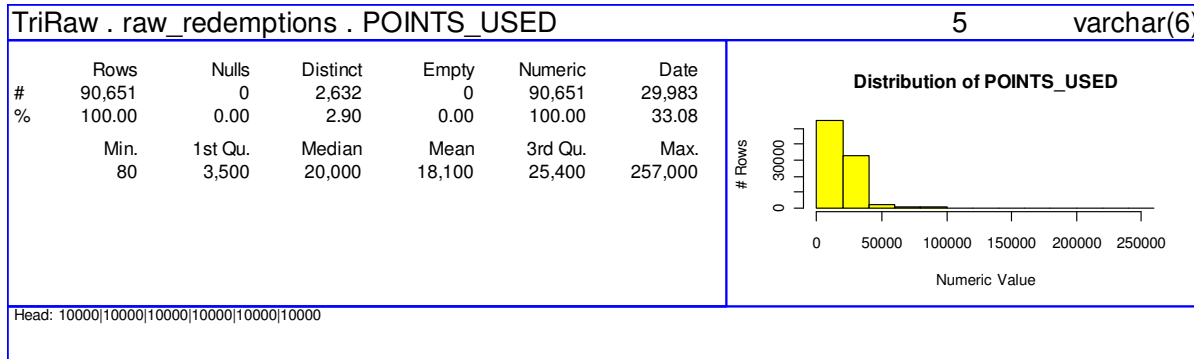 TriRaw . raw_redemptions . POINTS_USED 5 varchar(6)
Rows Nulls Distinct Empty Numeric Date
# 90,651 0 2,632 0 90,651 29,983
% 100.00 0.00 2.90 0.00 100.00 33.08
Min. 1st Qu. Median Mean 3rd Qu. Max.
80 3,500 20,000 18,100 25,400 257,000
Distribution of POINTS_USED
# Rows
30000
0
0 50000 100000 150000 200000 250000
Numeric Value
Head: 10000|10000|10000|10000|10000|10000